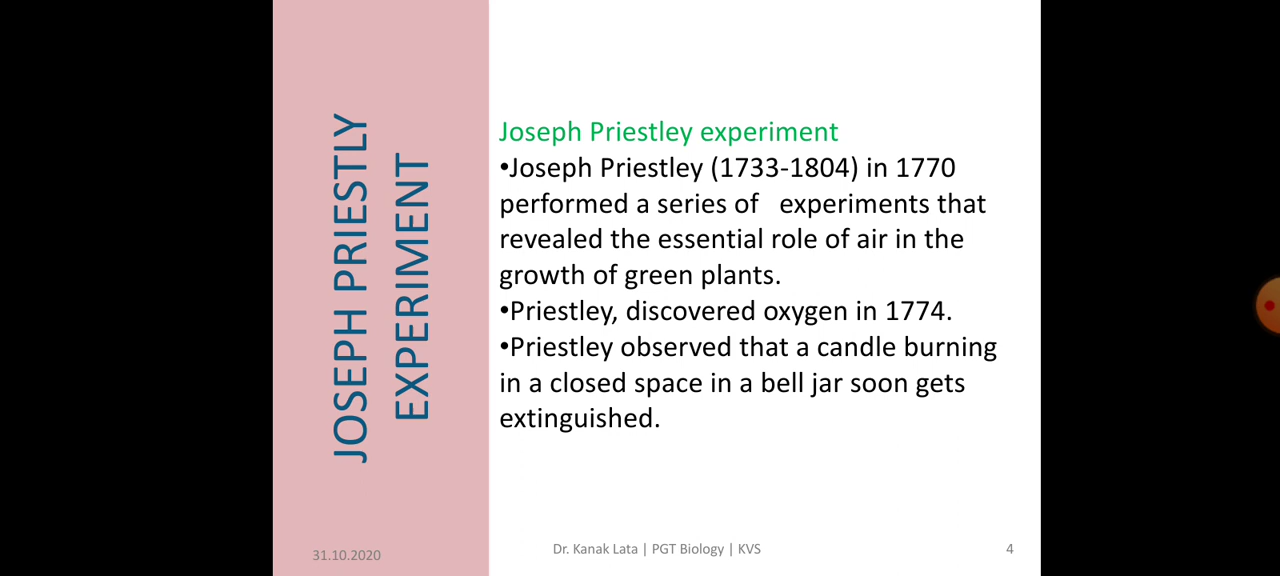 JOSEPH PRIESTLY
EXPERIMENT
Joseph Priestley experiment
•Joseph Priestley (1733-1804) in 1770
performed a series of   experiments that
revealed the essential role of air in the
growth of green plants.
•Priestley, discovered oxygen in 1774.
•Priestley observed that a candle burning
in a closed space in a bell jar soon gets
extinguished.
31.10.2020
Dr. Kanak Lata | PGT Biology | KVS
4